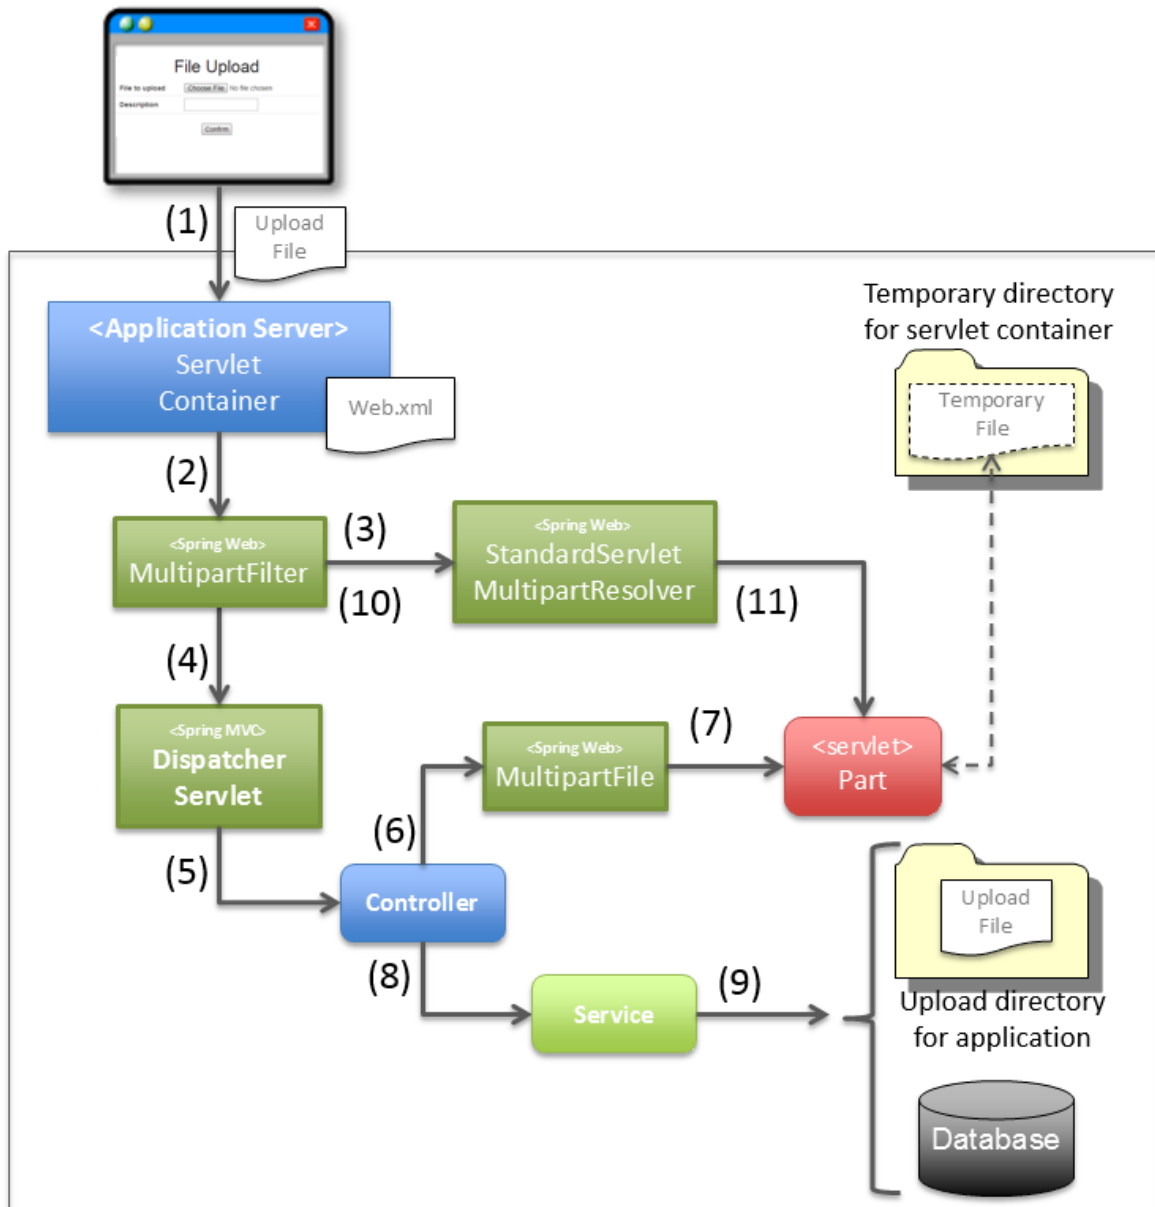 File Upload
File to upload Choose File No file chosen
Description
Confirm
(1)
Upload
File
<Application Server>
Servlet
Container
Web.xml
Temporary directory
for servlet container
Temporary
File
(2)
<Spring Web>
MultipartFilter
(3)
(10)
<Spring Web>
StandardServlet
MultipartResolver
(11)
(4)
<Spring MVC>
Dispatcher
Servlet
(5)
(6)
<Spring Web>
MultipartFile
(7)
<servlet>
Part
Controller
(8)
Service
(9)
Upload
File
Upload directory
for application
Database